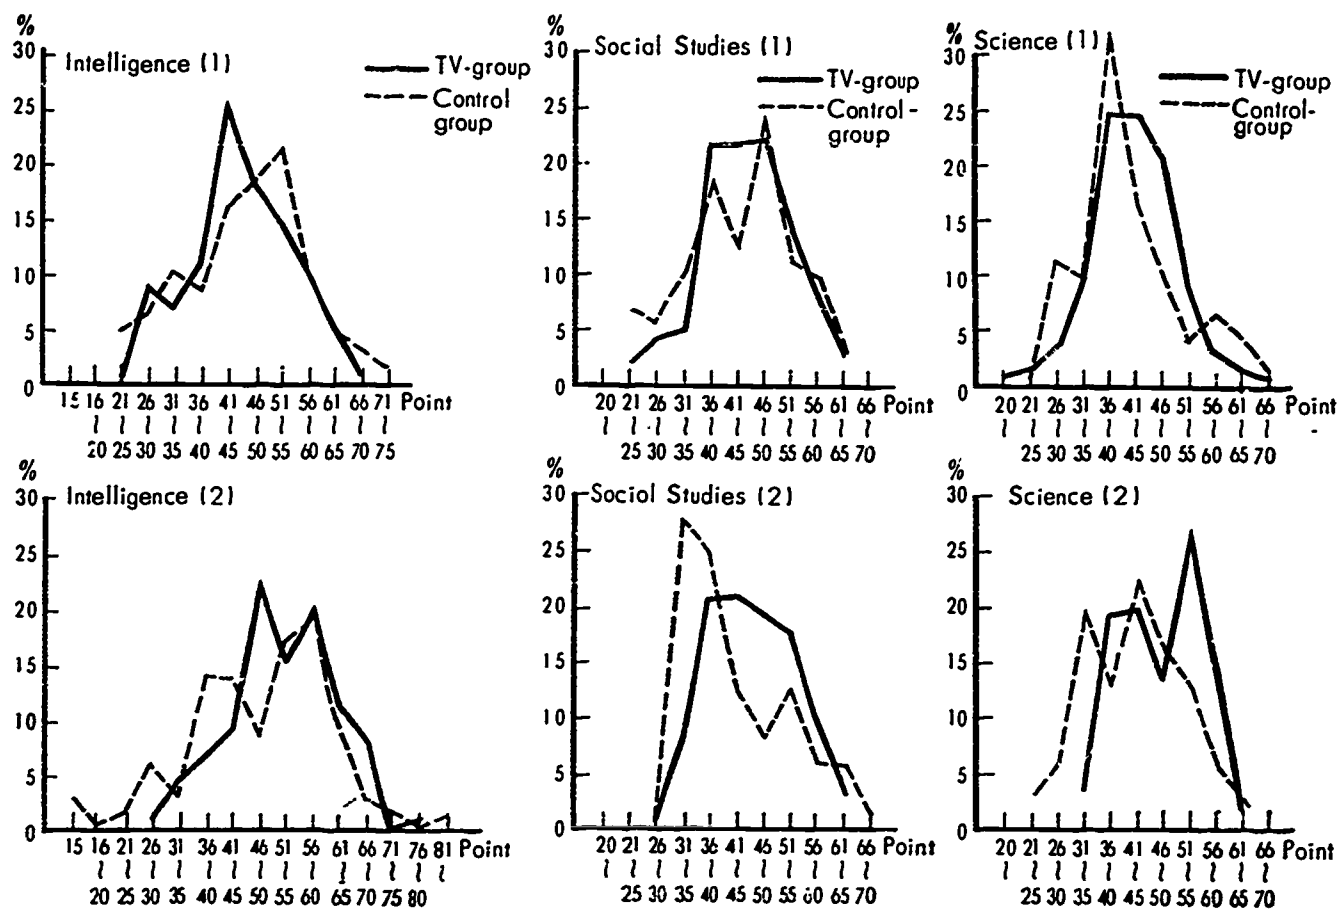 %
Intelligence (1)
30
25
20
15
10
5
0
TV-group
Control
group
15 16 21 26 31 36 41 46 51 56 61 66 71 Point
~ ~ ~ ~ ~ ~ ~ ~ ~ ~ ~ ~
20 25 30 35 40 45 50 55 60 65 70 75
%
Social Studies (1)
30
25
20
15
10
5
0
TV-group
Control-
group
20 21 26 31 36 41 46 51 56 61 66 Point
~ ~ ~ ~ ~ ~ ~ ~ ~ ~
25 30 35 40 45 50 55 60 65 70
%
Science (1)
30
25
20
15
10
5
0
TV-group
Control-
group
20 21 26 31 36 41 46 51 56 61 66 Point
~ ~ ~ ~ ~ ~ ~ ~ ~ ~
25 30 35 40 45 50 55 60 65 70
%
Intelligence (2)
30
25
20
15
10
5
0
15 16 21 26 31 36 41 46 51 56 61 66 71 76 81 Point
~ ~ ~ ~ ~ ~ ~ ~ ~ ~ ~ ~ ~
20 25 30 35 40 45 50 55 60 65 70 75 80
%
Social Studies (2)
30
25
20
15
10
5
0
20 21 26 31 36 41 46 51 56 61 66 Point
~ ~ ~ ~ ~ ~ ~ ~ ~ ~
25 30 35 40 45 50 55 60 65 70
%
Science (2)
30
25
20
15
10
5
0
20 21 26 31 36 41 46 51 56 61 66 Point
~ ~ ~ ~ ~ ~ ~ ~ ~ ~
25 30 35 40 45 50 55 60 65 70